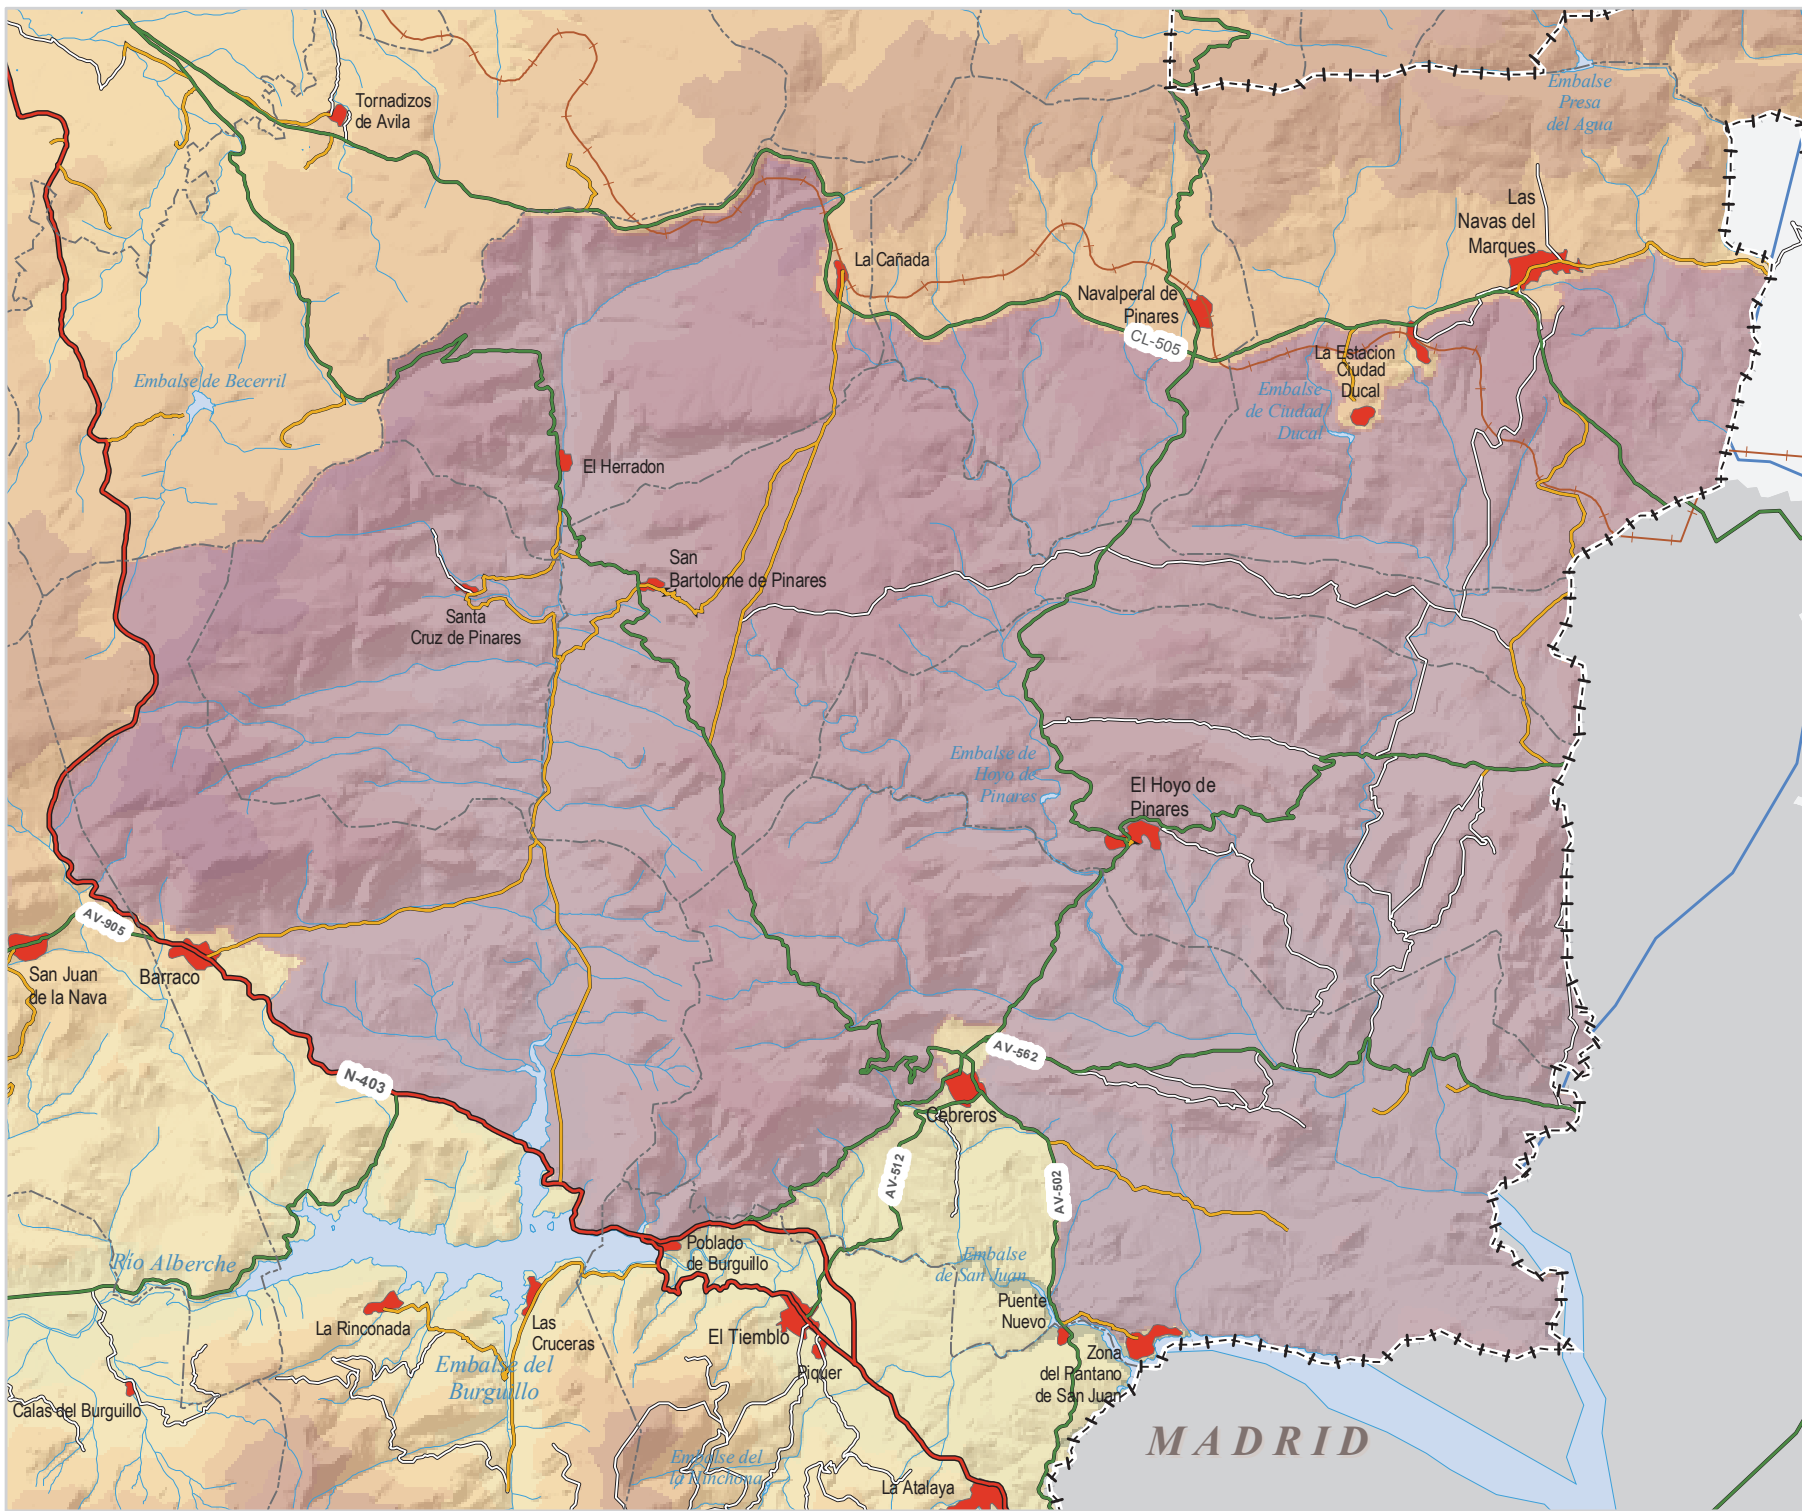 Tornadizos
de Avila
Embalse
Presa
del Agua
Las
Navas del
Marques
La Cañada
Navalperal de
Pinares
CL-505
La Estacion
Ciudad
Ducal
Embalse
de Ciudad
Ducal
Embalse de Becerril
El Herradon
San
Bartolome de Pinares
Santa
Cruz de Pinares
Embalse de
Hoyo de
Pinares
El Hoyo de
Pinares
AV-905
San Juan
de la Nava
Barraco
N-403
AV-562
Cebreros
AV-512
AV-502
Río Alberche
Poblado
de Burguillo
Embalse
de San Juan
Puente
Nuevo
La Rinconada
Las
Cruceras
El Tiemblo
Piquer
Zona
del Pantano
de San Juan
Embalse del
Burguillo
Calas del Burguillo
MADRID
Embalse del
la Hinchona
La Atalaya